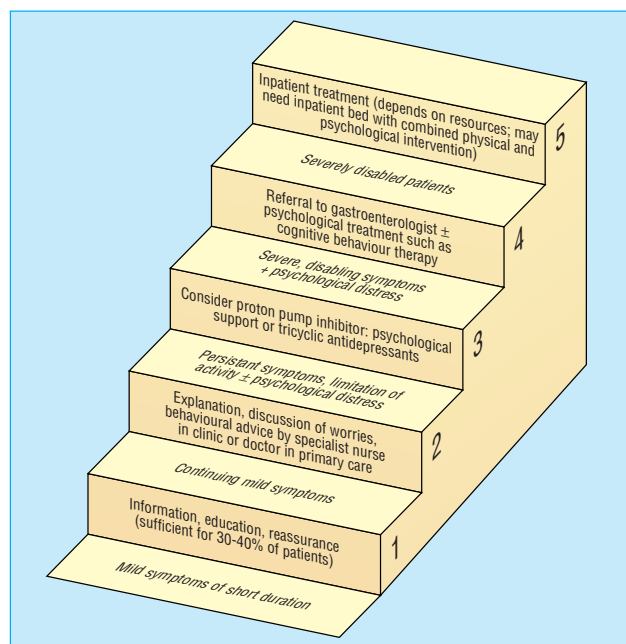 Inpatient treatment (depends on resources; may
need inpatient bed with combined physical and
psychological intervention)
5
Severely disabled patients
Referral to gastroenterologist ±
psychological treatment such as
cognitive behaviour therapy
4
Severe, disabling symptoms
+ psychological distress
Consider proton pump inhibitor: psychological
support or tricyclic antidepressants
3
Persistant symptoms, limitation of
activity ± psychological distress
Explanation, discussion of worries,
behavioural advice by specialist nurse
in clinic or doctor in primary care
2
Continuing mild symptoms
Information, education, reassurance
(sufficient for 30-40% of patients)
1
Mild symptoms of short duration